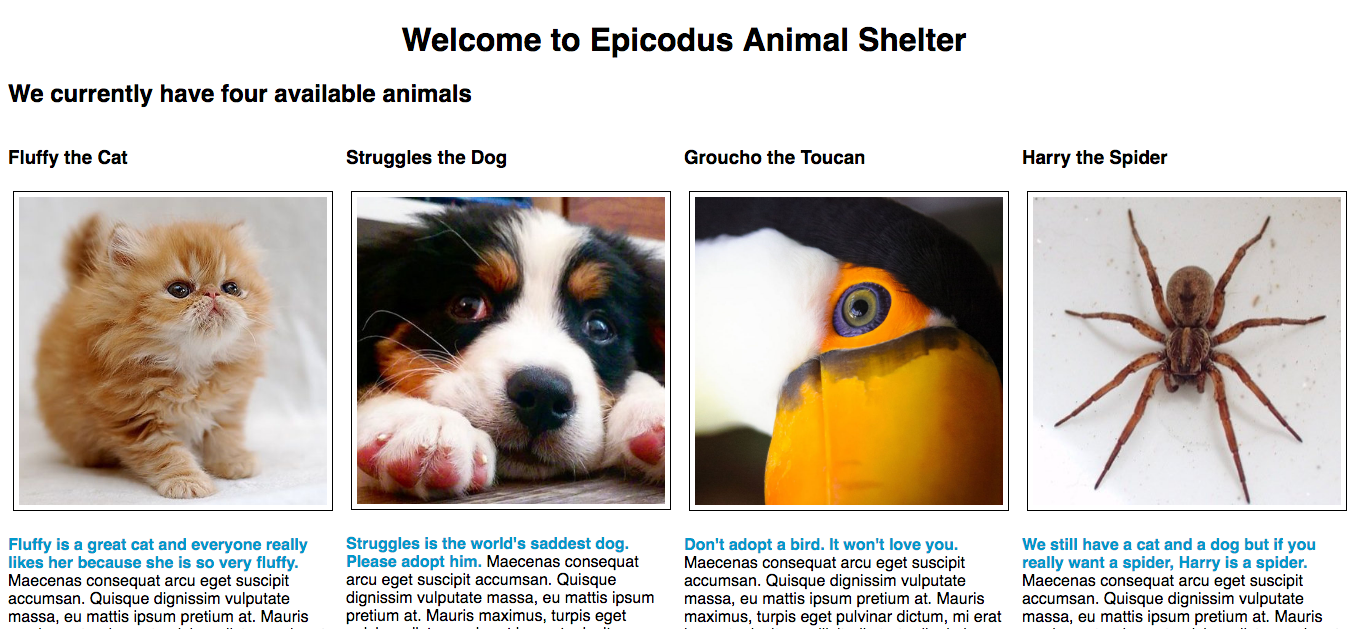 Welcome to Epicodus Animal Shelter
We currently have four available animals
Fluffy the Cat
Struggles the Dog
Groucho the Toucan
Harry the Spider
Fluffy is a great cat and everyone really
likes her because she is so very fluffy.
Maecenas consequat arcu eget suscipit
accumsan. Quisque dignissim vulputate
massa, eu mattis ipsum pretium at. Mauris
Struggles is the world's saddest dog.
Please adopt him. Maecenas consequat
arcu eget suscipit accumsan. Quisque
dignissim vulputate massa, eu mattis ipsum
pretium at. Mauris maximus, turpis eget
Don't adopt a bird. It won't love you.
Maecenas consequat arcu eget suscipit
accumsan. Quisque dignissim vulputate
massa, eu mattis ipsum pretium at. Mauris
maximus, turpis eget pulvinar dictum, mi erat
We still have a cat and a dog but if you
really want a spider, Harry is a spider.
Maecenas consequat arcu eget suscipit
accumsan. Quisque dignissim vulputate
massa, eu mattis ipsum pretium at. Mauris